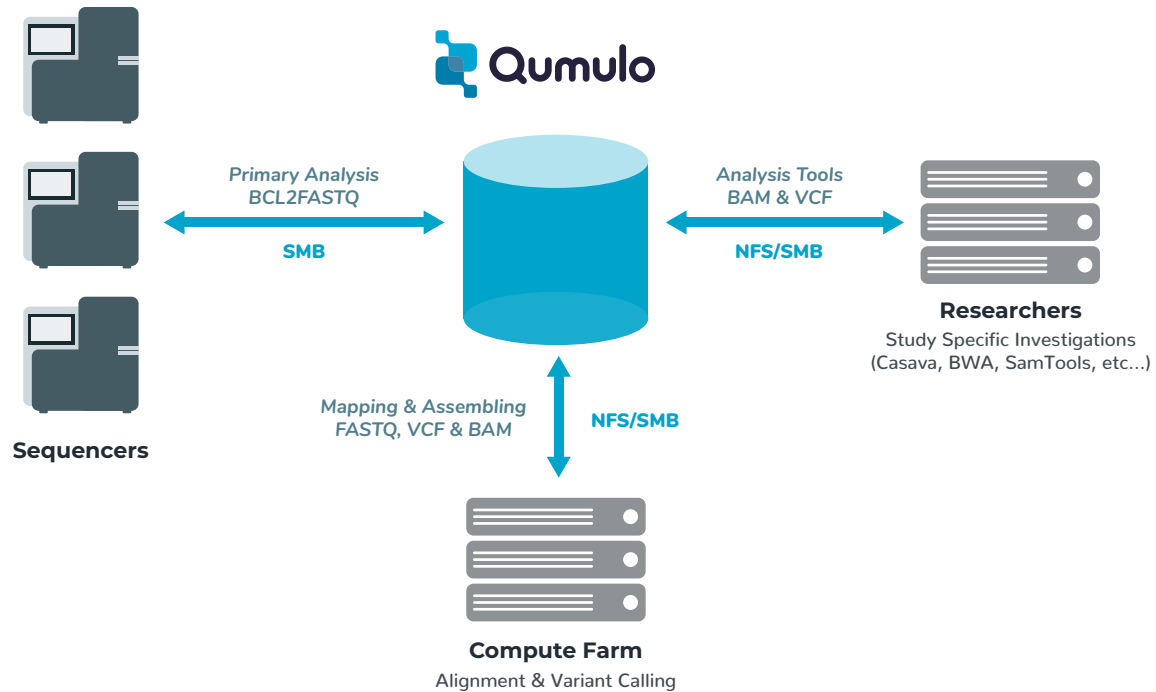 Qumulo
Primary Analysis
BCL2FASTQ
SMB
Analysis Tools
BAM & VCF
NFS/SMB
Sequencers
Researchers
Study Specific Investigations
(Casava, BWA, SamTools, etc...)
Mapping & Assembling
FASTQ, VCF & BAM
NFS/SMB
Compute Farm
Alignment & Variant Calling